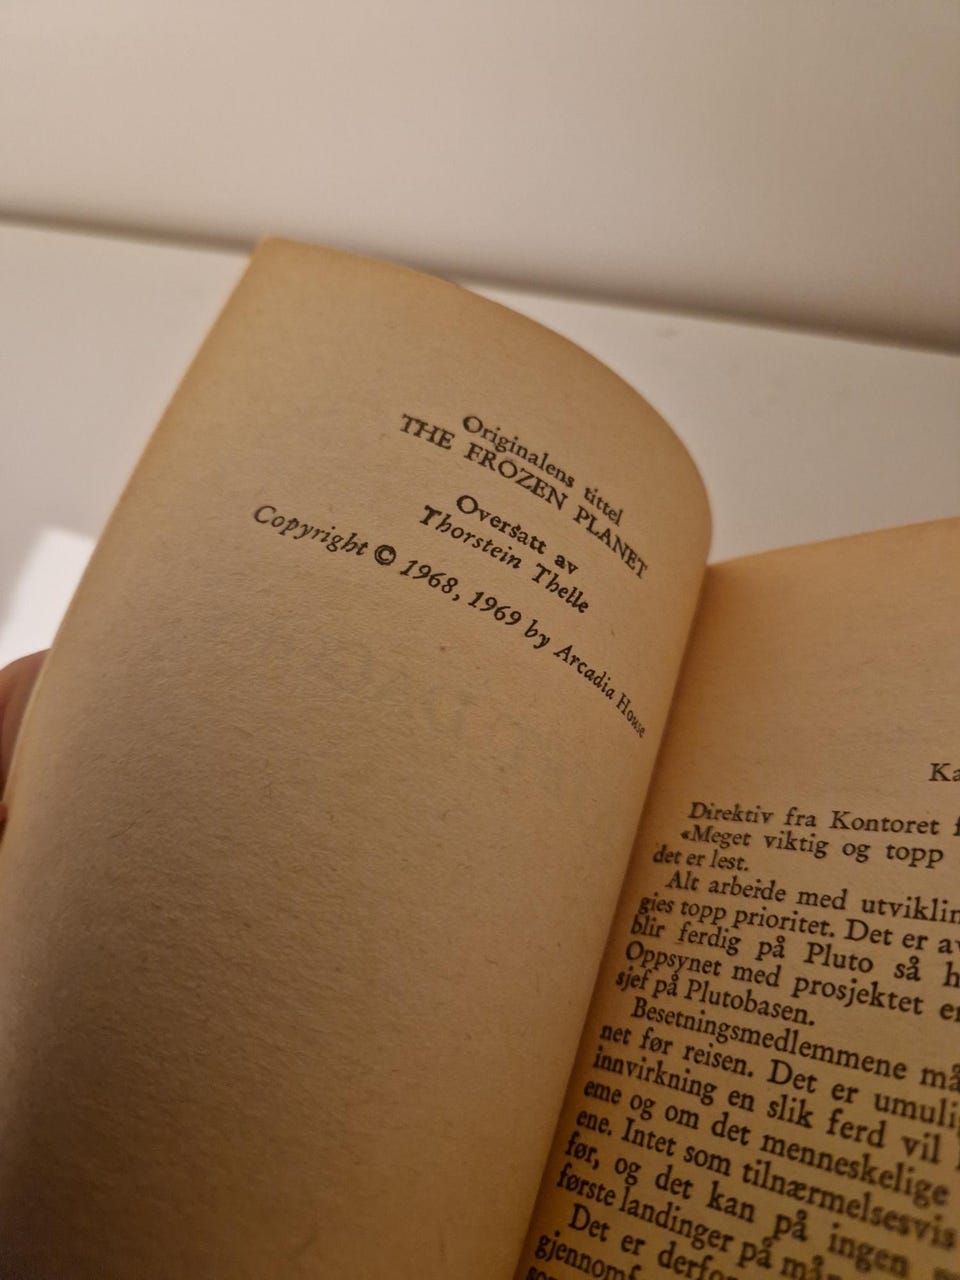 Originalens tittel
THE FROZEN PLANET
Oversatt av
Thorstein Thelle
Copyright © 1968, 1969 by Arcadia House
Direktiv fra Kontoret
«Meget viktig og topp
det er lest.
Alt arbeide med
gies topp prioritet. Det er
blir ferdig på Pluto så
Oppsynet med prosjektet
sjef på Plutobasen.
Besetningsmedlemmene
net før reisen. Det er
innvirkning en slik ferd vil
eme og om det menneskelige
ene. Intet som tilnærmelsesvis
før, og det kan på ingen
første landinger på
Det er